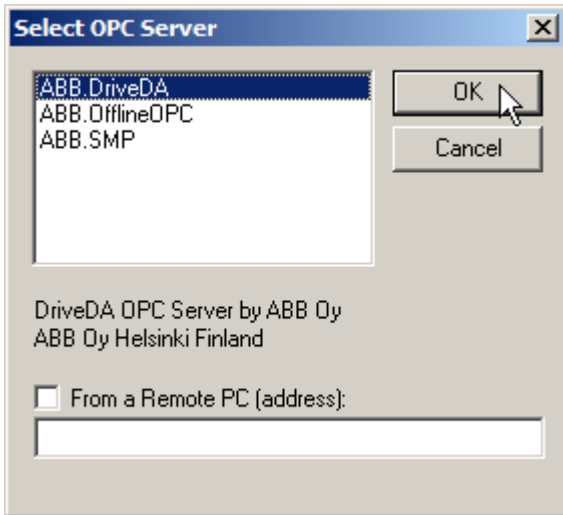 Select OPC Server
ABB.DriveDA
ABB.OfflineOPC
ABB.SMP
OK
Cancel
DriveDA OPC Server by ABB Oy
ABB Oy Helsinki Finland
From a Remote PC (address):